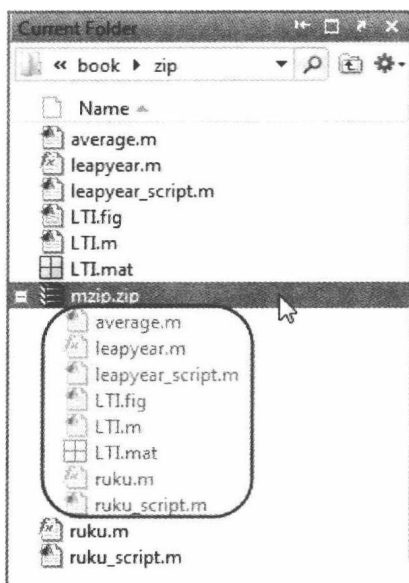 Current Folder
« book ▸ zip
Name
average.m
leapyear.m
leapyear_script.m
LTI.fig
LTI.m
LTI.mat
mzip.zip
average.m
leapyear.m
leapyear_script.m
LTI.fig
LTI.m
LTI.mat
ruku.m
ruku_script.m
ruku.m
ruku_script.m